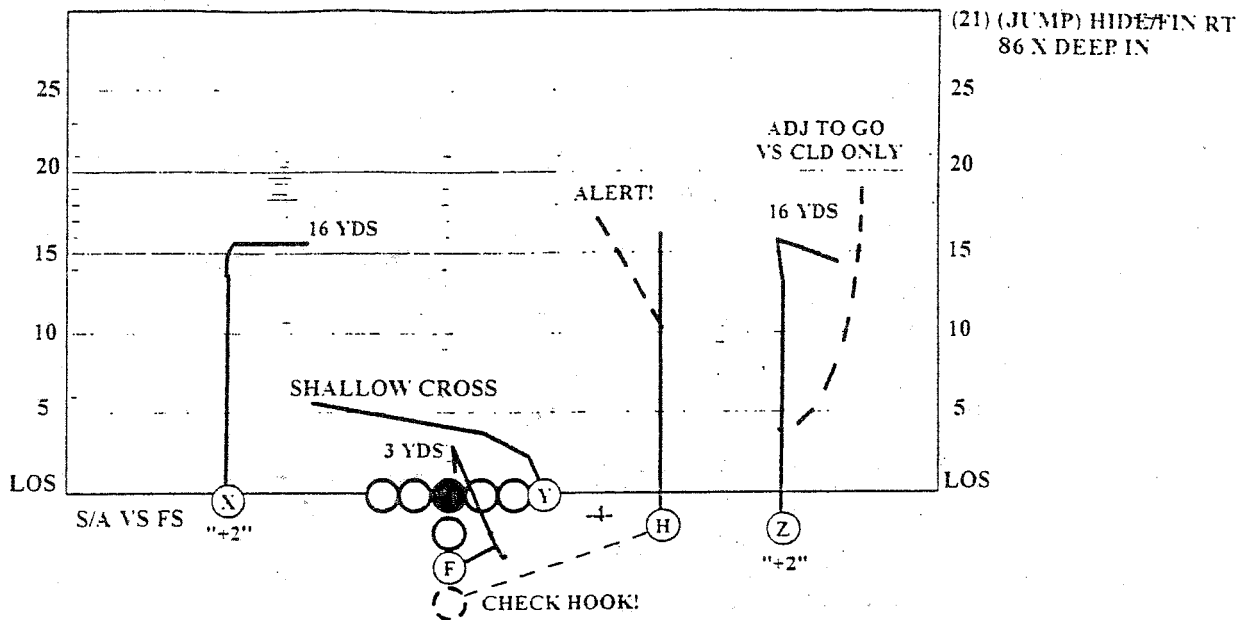 (21) (JUMP) HIDE/FIN RT
86 X DEEP IN
25
25
ADJ TO GO
VS CLD ONLY
20
20
ALERT!
16 YDS
16 YDS
15
15
10
10
SHALLOW CROSS
5
5
3 YDS
LOS
LOS
X
Y
H
Z
S/A VS FS
"+2"
"+2"
F
CHECK HOOK!